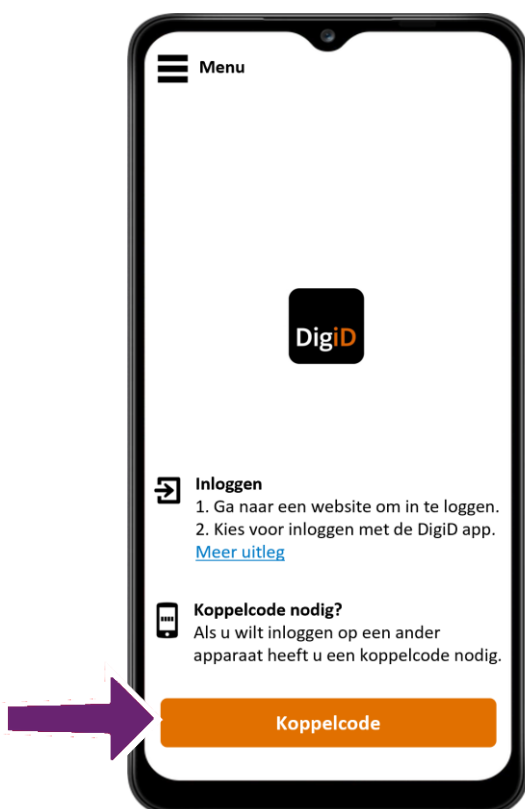 Menu
DigiD
Inloggen
1. Ga naar een website om in te loggen.
2. Kies voor inloggen met de DigiD app.
Meer uitleg
Koppelcode nodig?
Als u wilt inloggen op een ander
apparaat heeft u een koppelcode nodig.
Koppelcode